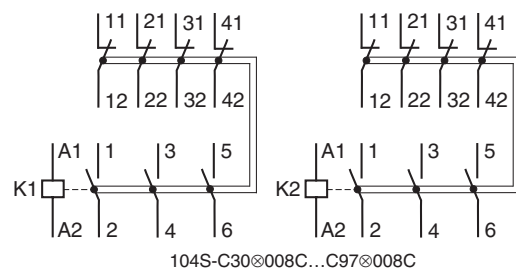 11 21 31 41 11 21 31 41
12 22 32 42 12 22 32 42
A1 1 3 5 A1 1 3 5
K1 K2
A2 2 4 6 A2 2 4 6
104S-C30⊗008C...C97⊗008C